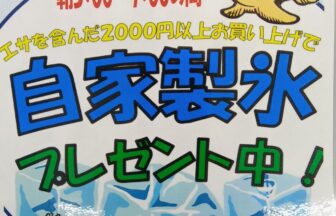 エサを含んだ2000円以上お買い上げで
自家製氷
プレゼント中！